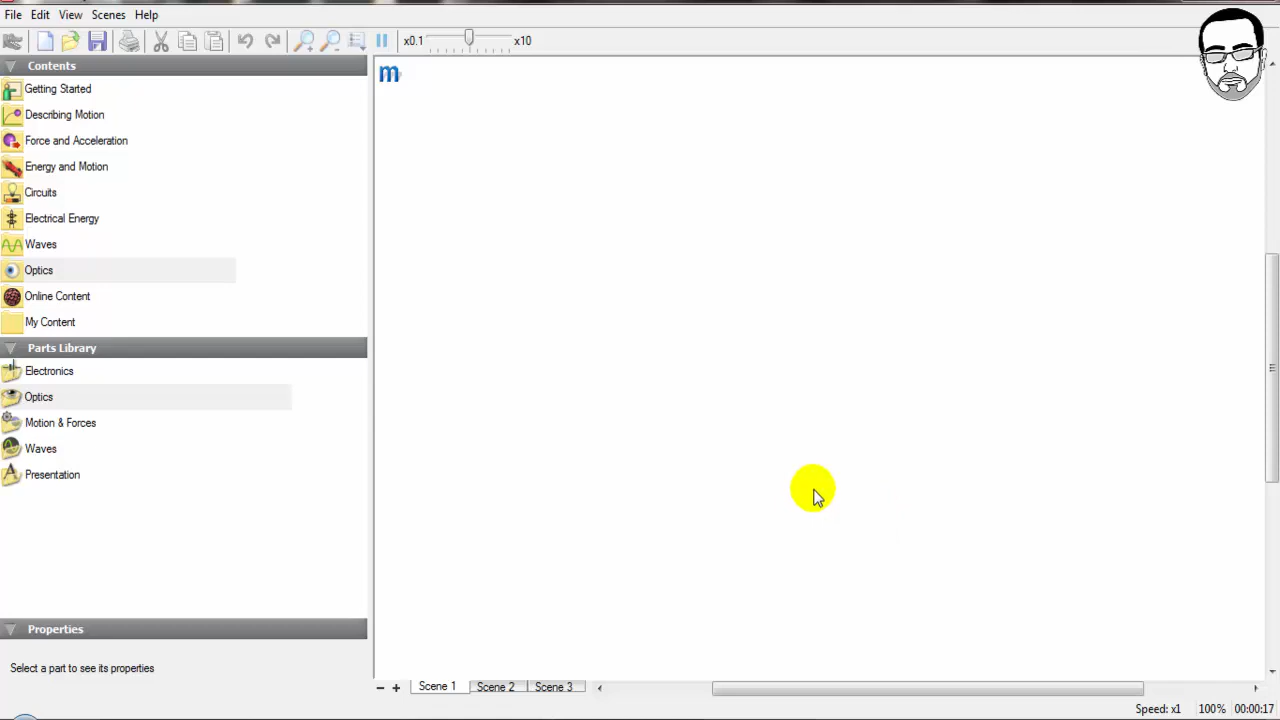 File Edit View Scenes Help
x0.1 x10
Contents
m
Getting Started
Describing Motion
Force and Acceleration
Energy and Motion
Circuits
Electrical Energy
Waves
Optics
Online Content
My Content
Parts Library
Electronics
Optics
Motion & Forces
Waves
Presentation
Properties
Select a part to see its properties
Scene 1 Scene 2 Scene 3
Speed: x1 100% 00:00:17